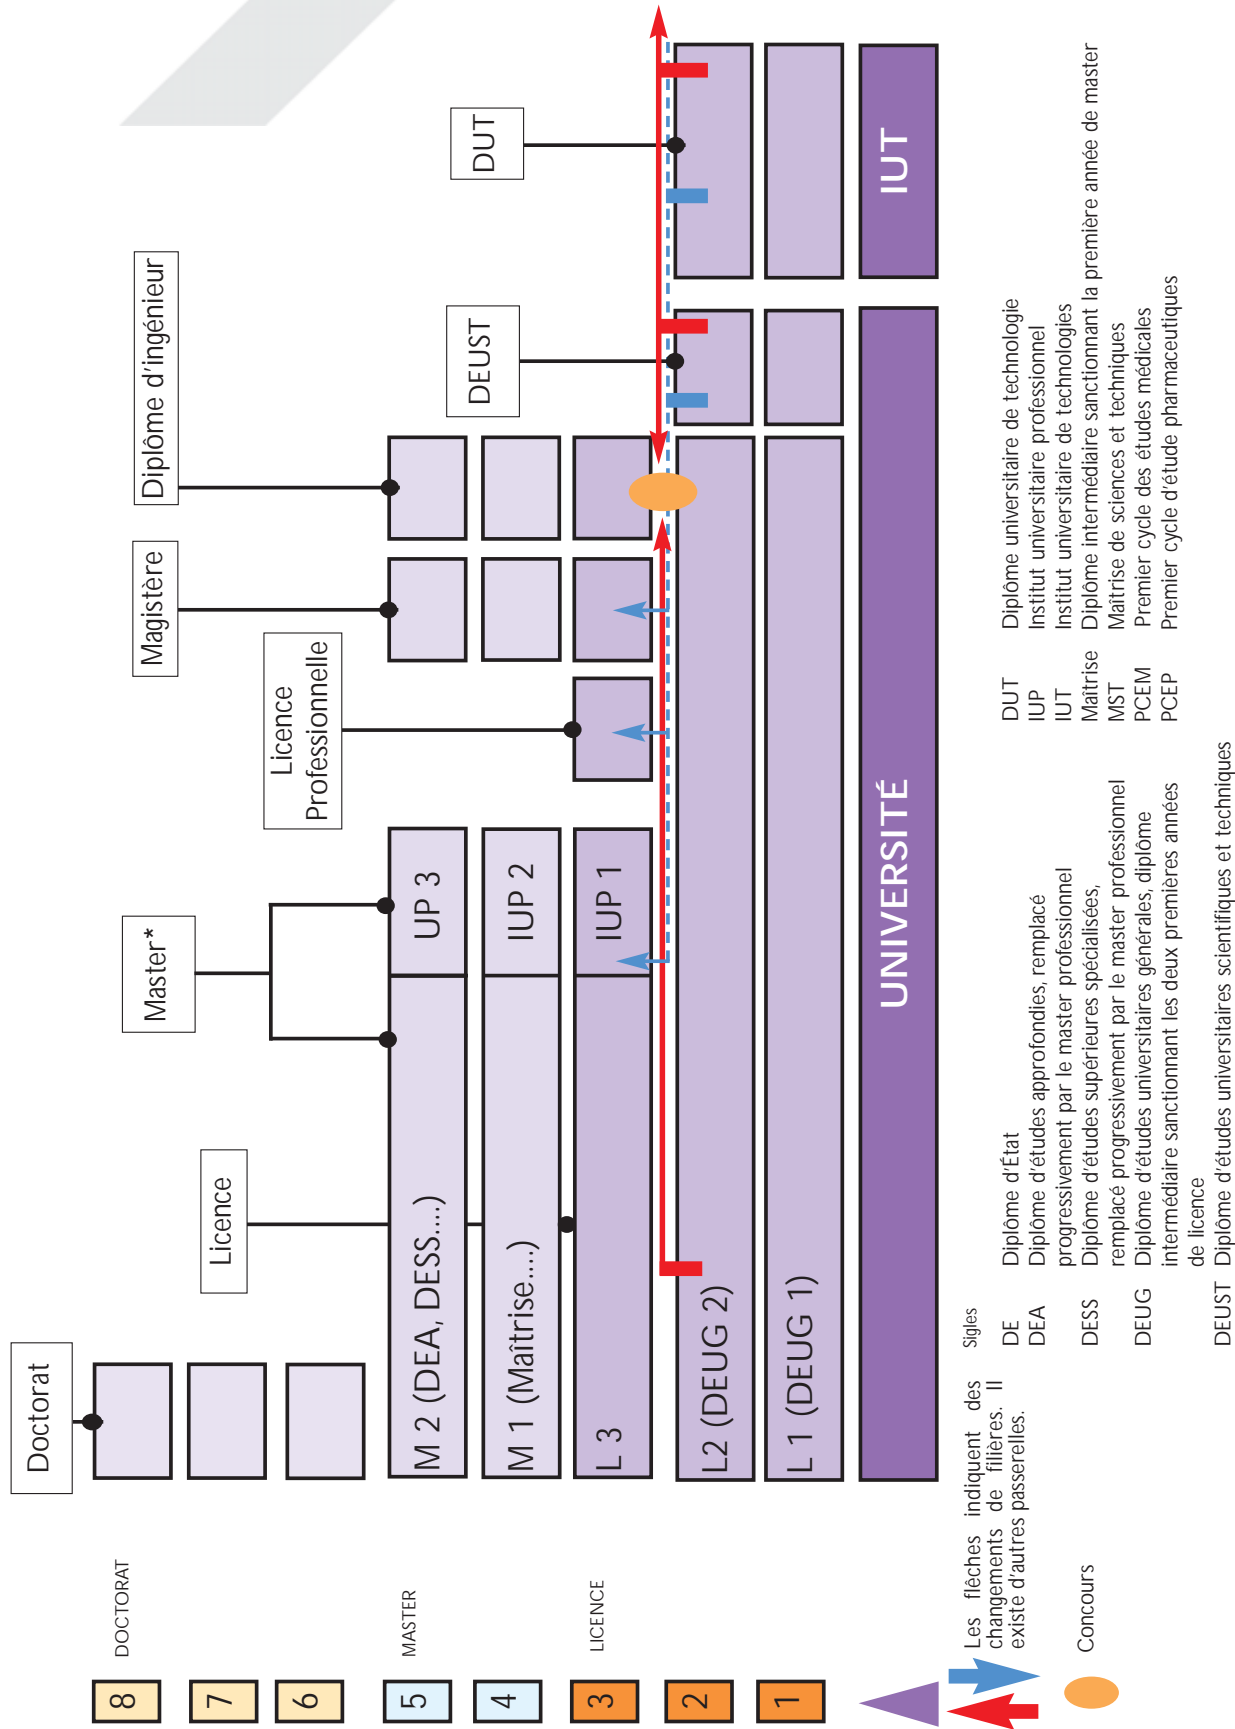 Doctorat
Licence
Master*
Licence
Professionnelle
Magistère
Diplôme d'ingénieur
DEUST
DUT
8
DOCTORAT
7
6
5
MASTER
M 2 (DEA, DESS....)
UP 3
4
M 1 (Maîtrise....)
IUP 2
3
LICENCE
L 3
IUP 1
2
L2 (DEUG 2)
1
L 1 (DEUG 1)
UNIVERSITÉ
IUT
Les flêches indiquent des
changements de filières. Il
existe d'autres passerelles.
Concours
Sigles
DE Diplôme d'État
DEA Diplôme d'études approfondies, remplacé
progressivement par le master professionnel
DESS Diplôme d'études supérieures spécialisées,
remplacé progressivement par le master professionnel
DEUG Diplôme d'études universitaires générales, diplôme
intermédiaire sanctionnant les deux premières années
de licence
DEUST Diplôme d'études universitaires scientifiques et techniques
DUT Diplôme universitaire de technologie
IUP Institut universitaire professionnel
IUT Institut universitaire de technologies
Maîtrise Diplôme intermédiaire sanctionnant la première année de master
MST Maîtrise de sciences et techniques
PCEM Premier cycle des études médicales
PCEP Premier cycle d'étude pharmaceutiques